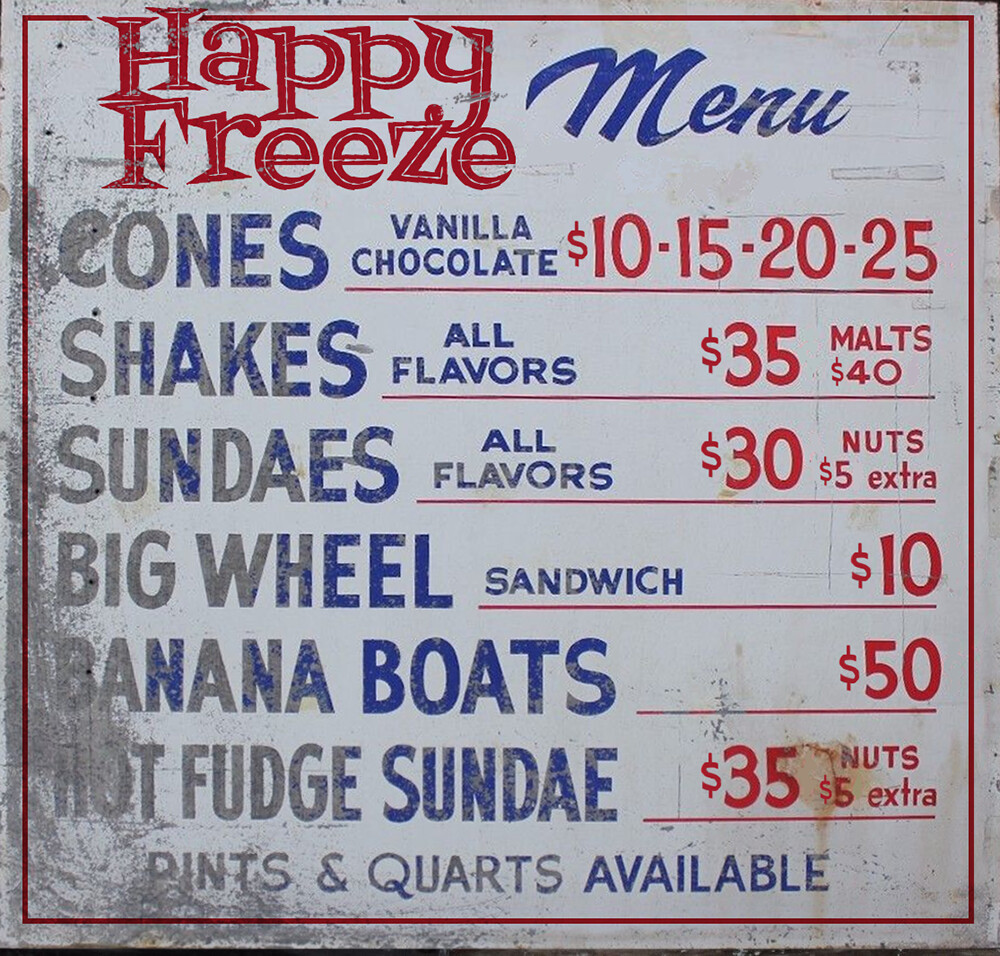 Happy
Freeze
Menu
CONES VANILLA CHOCOLATE $10-15-20-25
SHAKES ALL FLAVORS $35 MALTS $40
SUNDAES ALL FLAVORS $30 NUTS $5 extra
BIG WHEEL SANDWICH $10
BANANA BOATS $50
HOT FUDGE SUNDAE $35 NUTS $5 extra
PINTS & QUARTS AVAILABLE